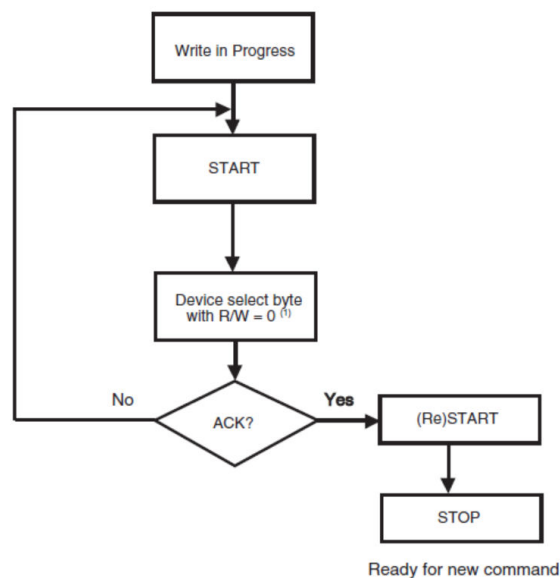 Write in Progress
START
Device select byte
with R/W = 0 (1)
No
ACK?
Yes
(Re)START
STOP
Ready for new command